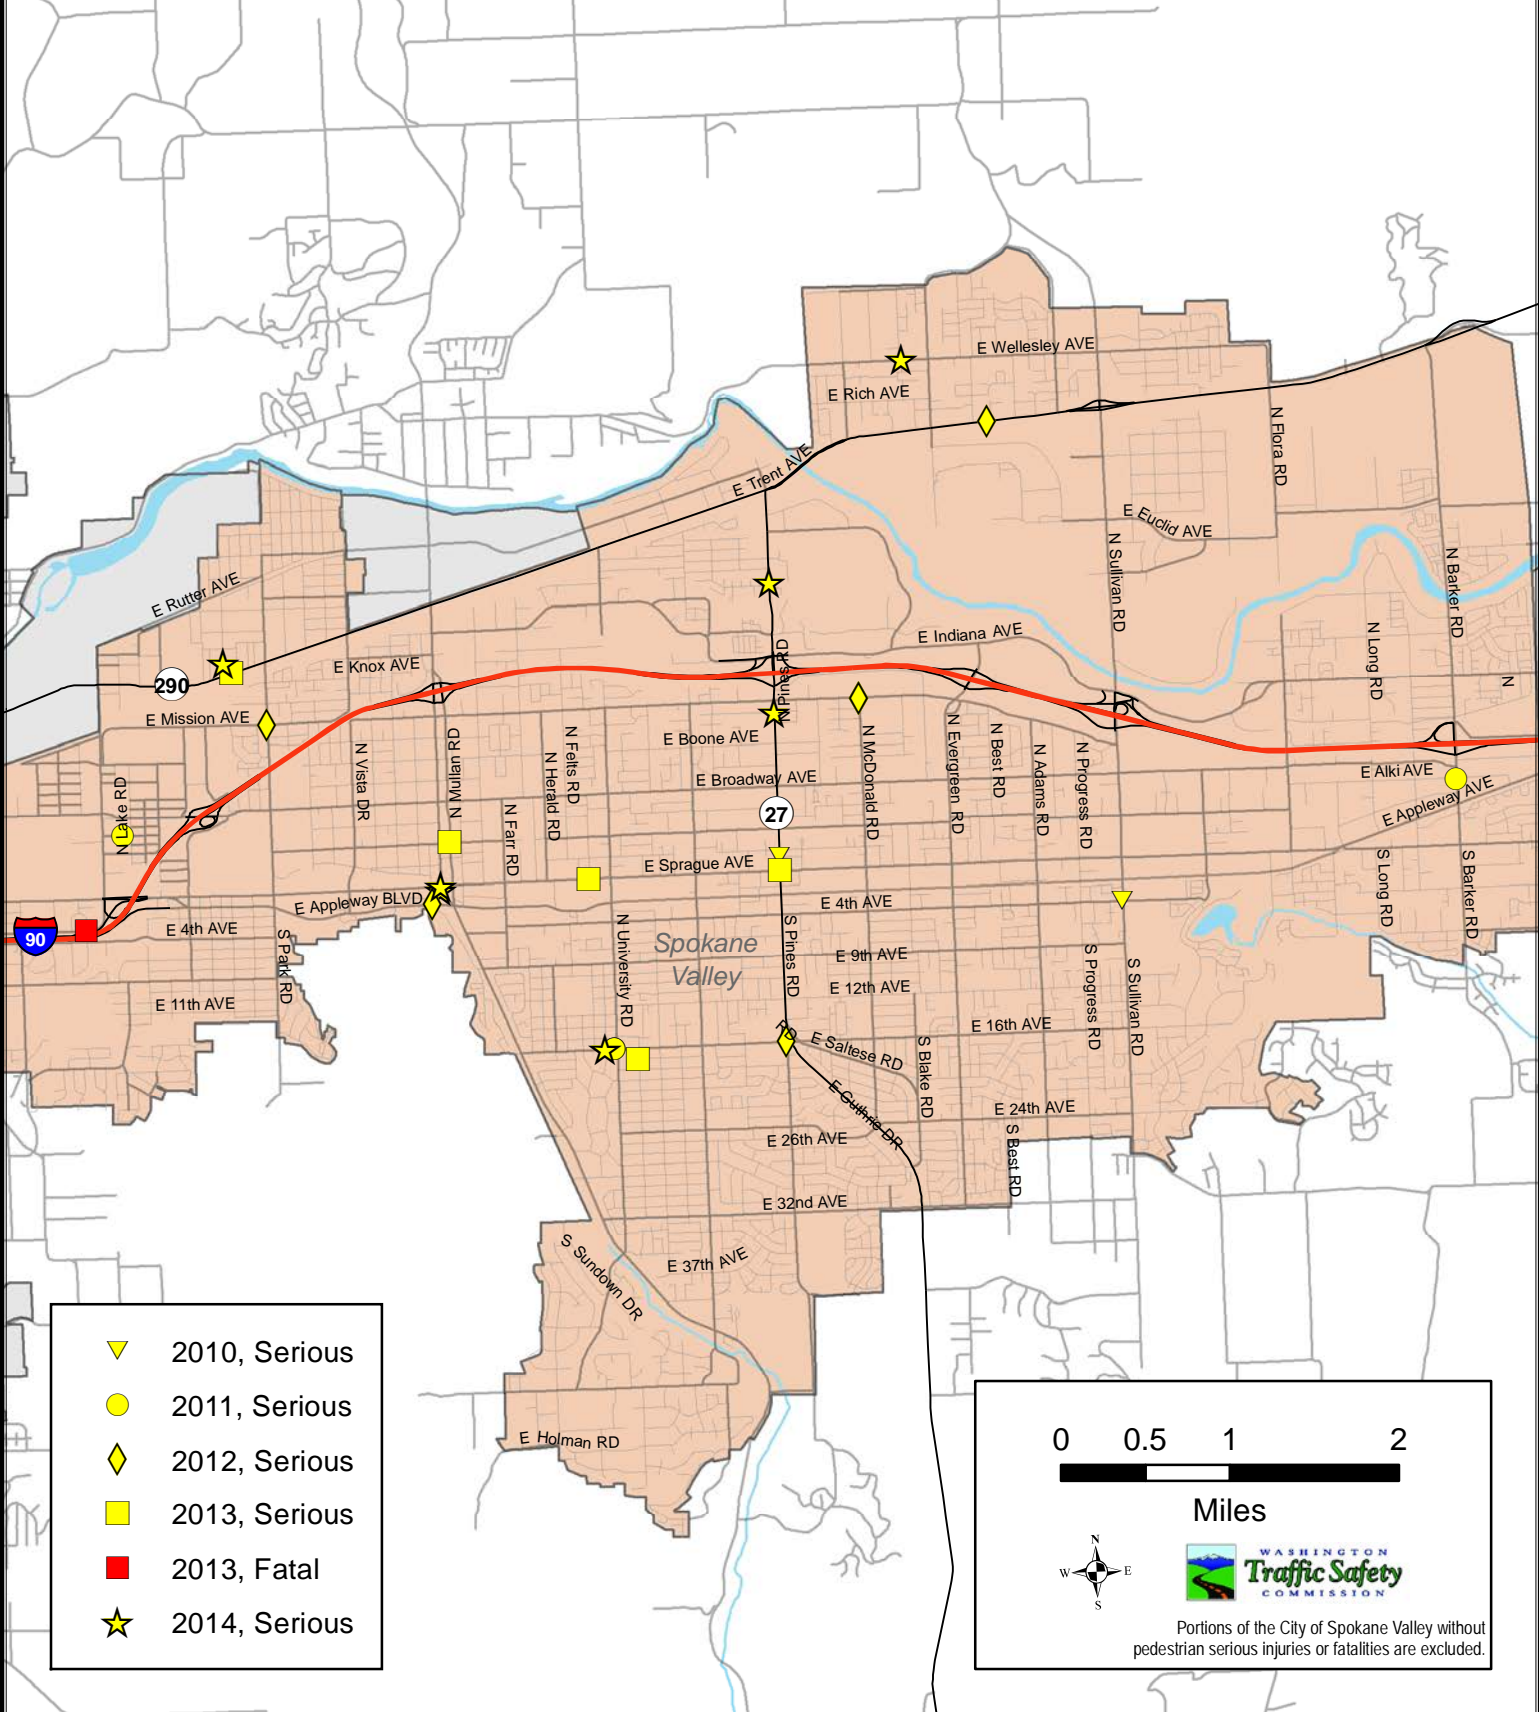 E Wellesley AVE
E Rich AVE
N Flora RD
E Trent AVE
E Euclid AVE
N Sullivan RD
N Barker RD
E Rutter AVE
E Indiana AVE
N Long RD
N Pines RD
E Knox AVE
290
N
E Mission AVE
E Boone AVE
N Vista DR
N Mullan RD
N Felts RD
N Herald RD
N McDonald RD
N Evergreen RD
N Best RD
N Adams RD
N Progress RD
E Broadway AVE
E Alki AVE
E Appleway AVE
N Lake RD
N Farr RD
27
E Sprague AVE
S Long RD
S Barker RD
E Appleway BLVD
E 4th AVE
90
E 4th AVE
S Park RD
N University RD
Spokane
Valley
S Pines RD
E 9th AVE
E 12th AVE
S Progress RD
S Sullivan RD
E 11th AVE
RD
E Saltese RD
E 16th AVE
S Blake RD
E Guthrie DR
E 24th AVE
E 26th AVE
S Best RD
E 32nd AVE
E 37th AVE
S Sundown DR
E Holman RD
2010, Serious
2011, Serious
2012, Serious
2013, Serious
2013, Fatal
2014, Serious
0 0.5 1 2
Miles
N
W E
S
WASHINGTON
Traffic Safety
COMMISSION
Portions of the City of Spokane Valley without
pedestrian serious injuries or fatalities are excluded.